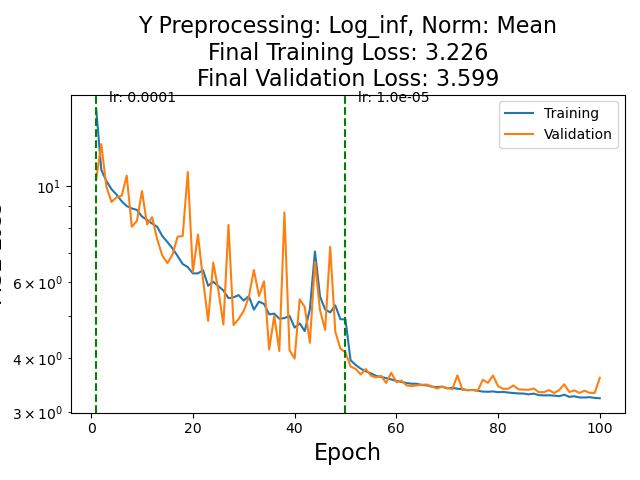 Y Preprocessing: Log_inf, Norm: Mean
Final Training Loss: 3.226
Final Validation Loss: 3.599
lr: 0.0001
lr: 1.0e-05
Training
Validation
10¹
6 × 10⁰
4 × 10⁰
3 × 10⁰
0
20
40
60
80
100
Epoch